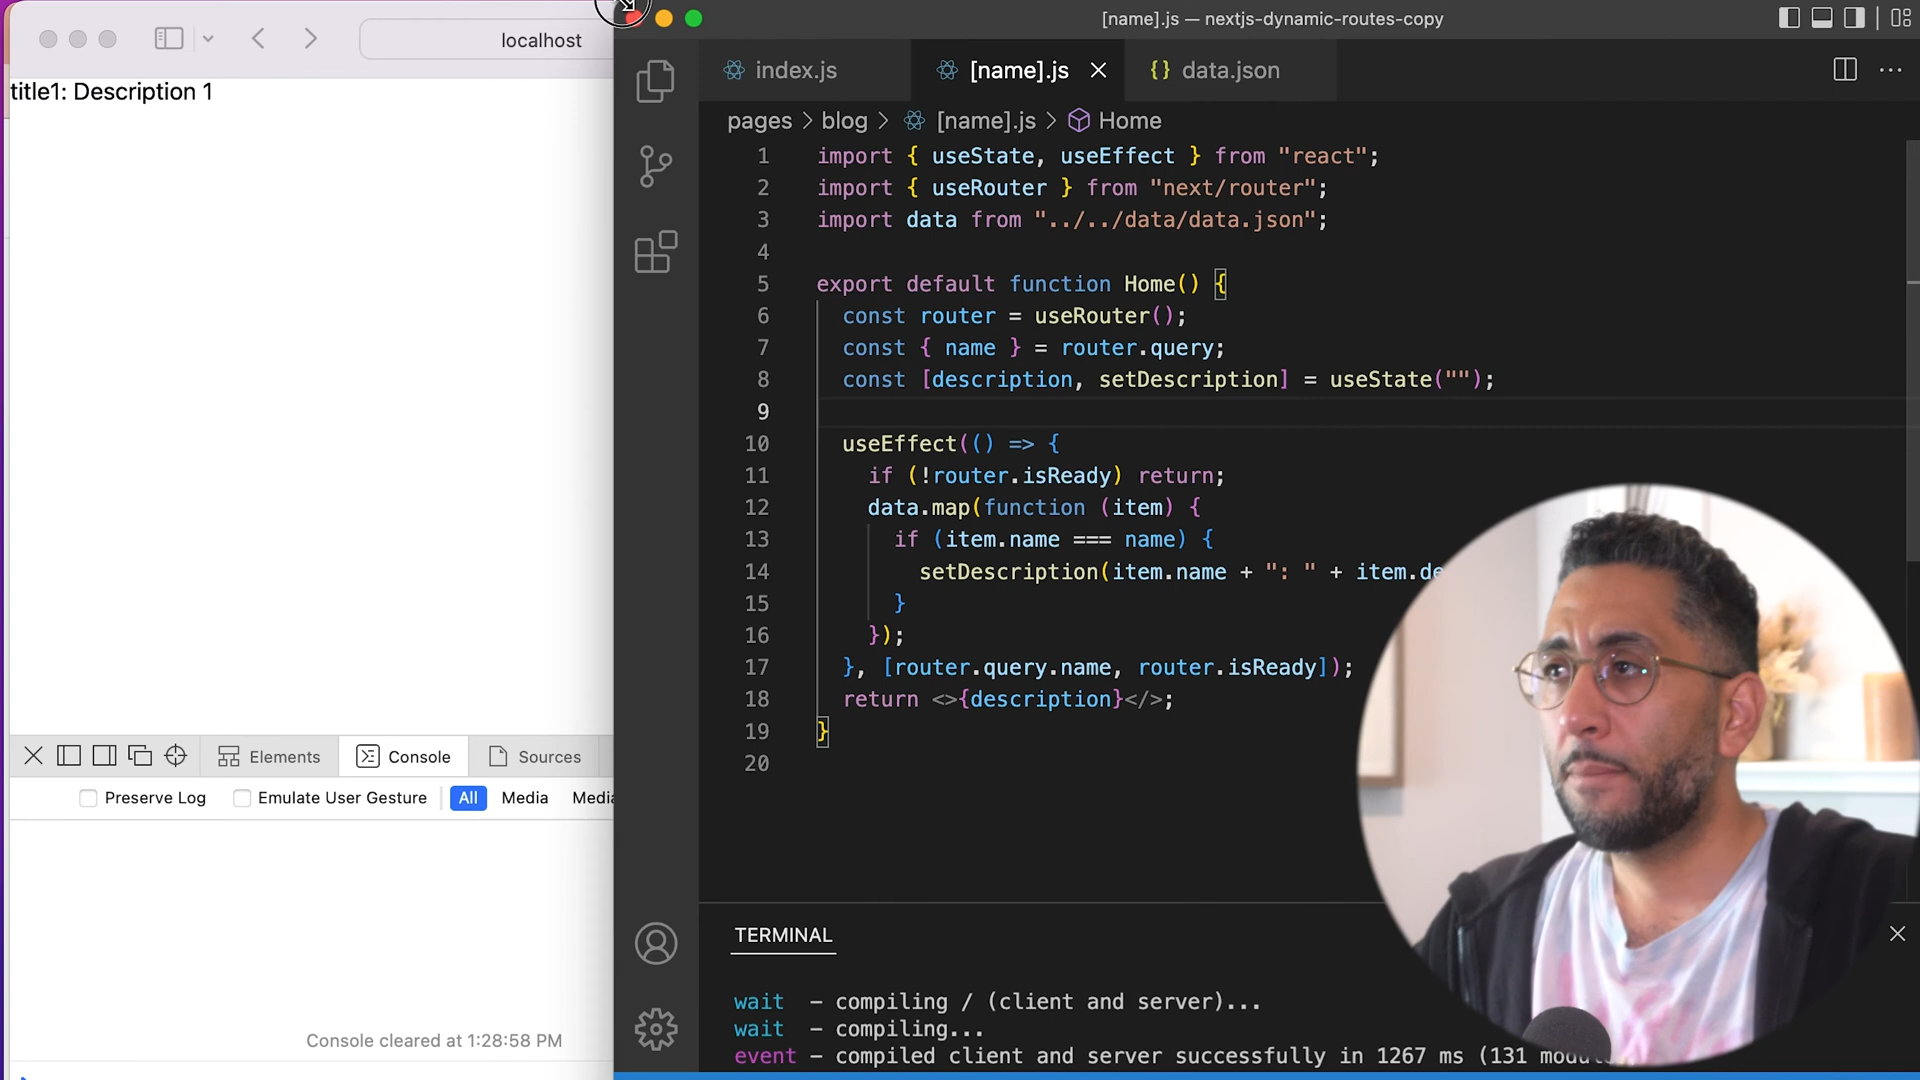 localhost
title1: Description 1
Elements
Console
Sources
Preserve Log
Emulate User Gesture
All
Media
Console cleared at 1:28:58 PM
[name].js — nextjs-dynamic-routes-copy
index.js
[name].js
{} data.json
pages > blog > [name].js > Home
1 import { useState, useEffect } from "react";
2 import { useRouter } from "next/router";
3 import data from "../../data/data.json";
4
5 export default function Home() {
6 const router = useRouter();
7 const { name } = router.query;
8 const [description, setDescription] = useState("");
9
10 useEffect(() => {
11 if (!router.isReady) return;
12 data.map(function (item) {
13 if (item.name === name) {
14 setDescription(item.name + ": " + item.de
15 }
16 });
17 }, [router.query.name, router.isReady]);
18 return <>{description}</>;
19 }
20
TERMINAL
wait - compiling / (client and server)...
wait - compiling...
event - compiled client and server successfully in 1267 ms (131